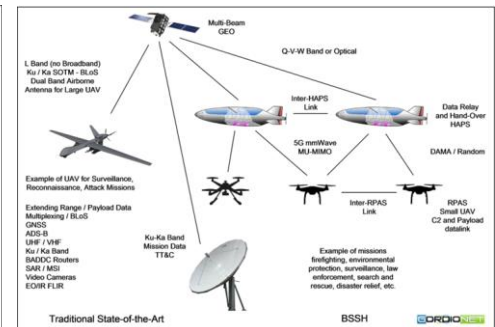 Multi-Beam
GEO
Q-V-W Band or Optical
L Band (no Broadband)
Ku / Ka SOTM - BLoS
Dual Band Airborne
Antenna for Large UAV
Inter-HAPS
Link
Data Relay
and Hand-Over
HAPS
5G mmWave
MU-MIMO
DAMA / Random
Example of UAV for Surveillance,
Reconnaissance, Attack Missions
Inter-RPAS
Link
RPAS
Small UAV
C2 and Payload
datalink
Extending Range / Payload Data
Multiplexing / BLoS
GNSS
ADS-B
UHF / VHF
Ku / Ka Band
BADDC Routers
SAR / MSI
Video Cameras
EO/IR FLIR
Ku-Ka Band
Mission Data
TT&C
Example of missions
firefighting, environmental
protection, surveillance, law
enforcement, search and
rescue, disaster relief, etc.
Traditional State-of-the-Art
BSSH
CORDIONET